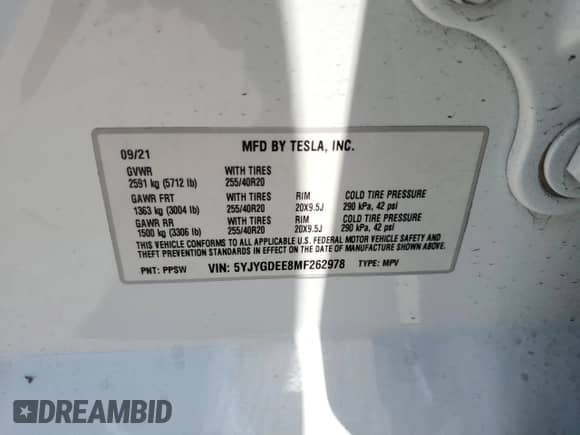 09/21 MFD BY TESLA, INC.
GVWR WITH TIRES
2591 kg (5712 lb) 255/40R20
GAWR FRT WITH TIRES RIM COLD TIRE PRESSURE
1363 kg (3004 lb) 255/40R20 20X9.5J 290 kPa, 42 psi
GAWR RR WITH TIRES RIM COLD TIRE PRESSURE
1500 kg (3306 lb) 255/40R20 20X9.5J 290 kPa, 42 psi
THIS VEHICLE CONFORMS TO ALL APPLICABLE U.S. FEDERAL MOTOR VEHICLE SAFETY AND
THEFT PREVENTION STANDARDS IN EFFECT ON THE DATE OF MANUFACTURE SHOWN ABOVE.
PNT: PPSW VIN: 5YJYGDEE8MF262978 TYPE: MPV
DREAMBID